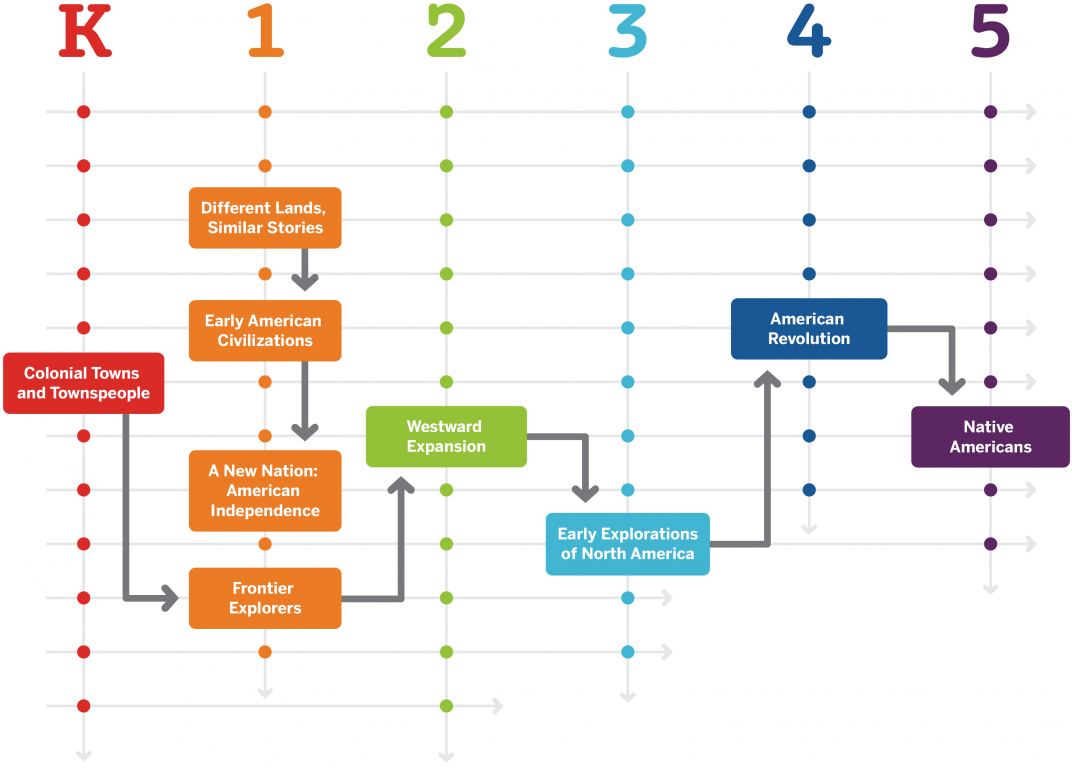 K 1 2 3 4 5
Different Lands,
Similar Stories
Early American
Civilizations
American
Revolution
Colonial Towns
and Townspeople
Westward
Expansion
Native
Americans
A New Nation:
American
Independence
Early Explorations
of North America
Frontier
Explorers